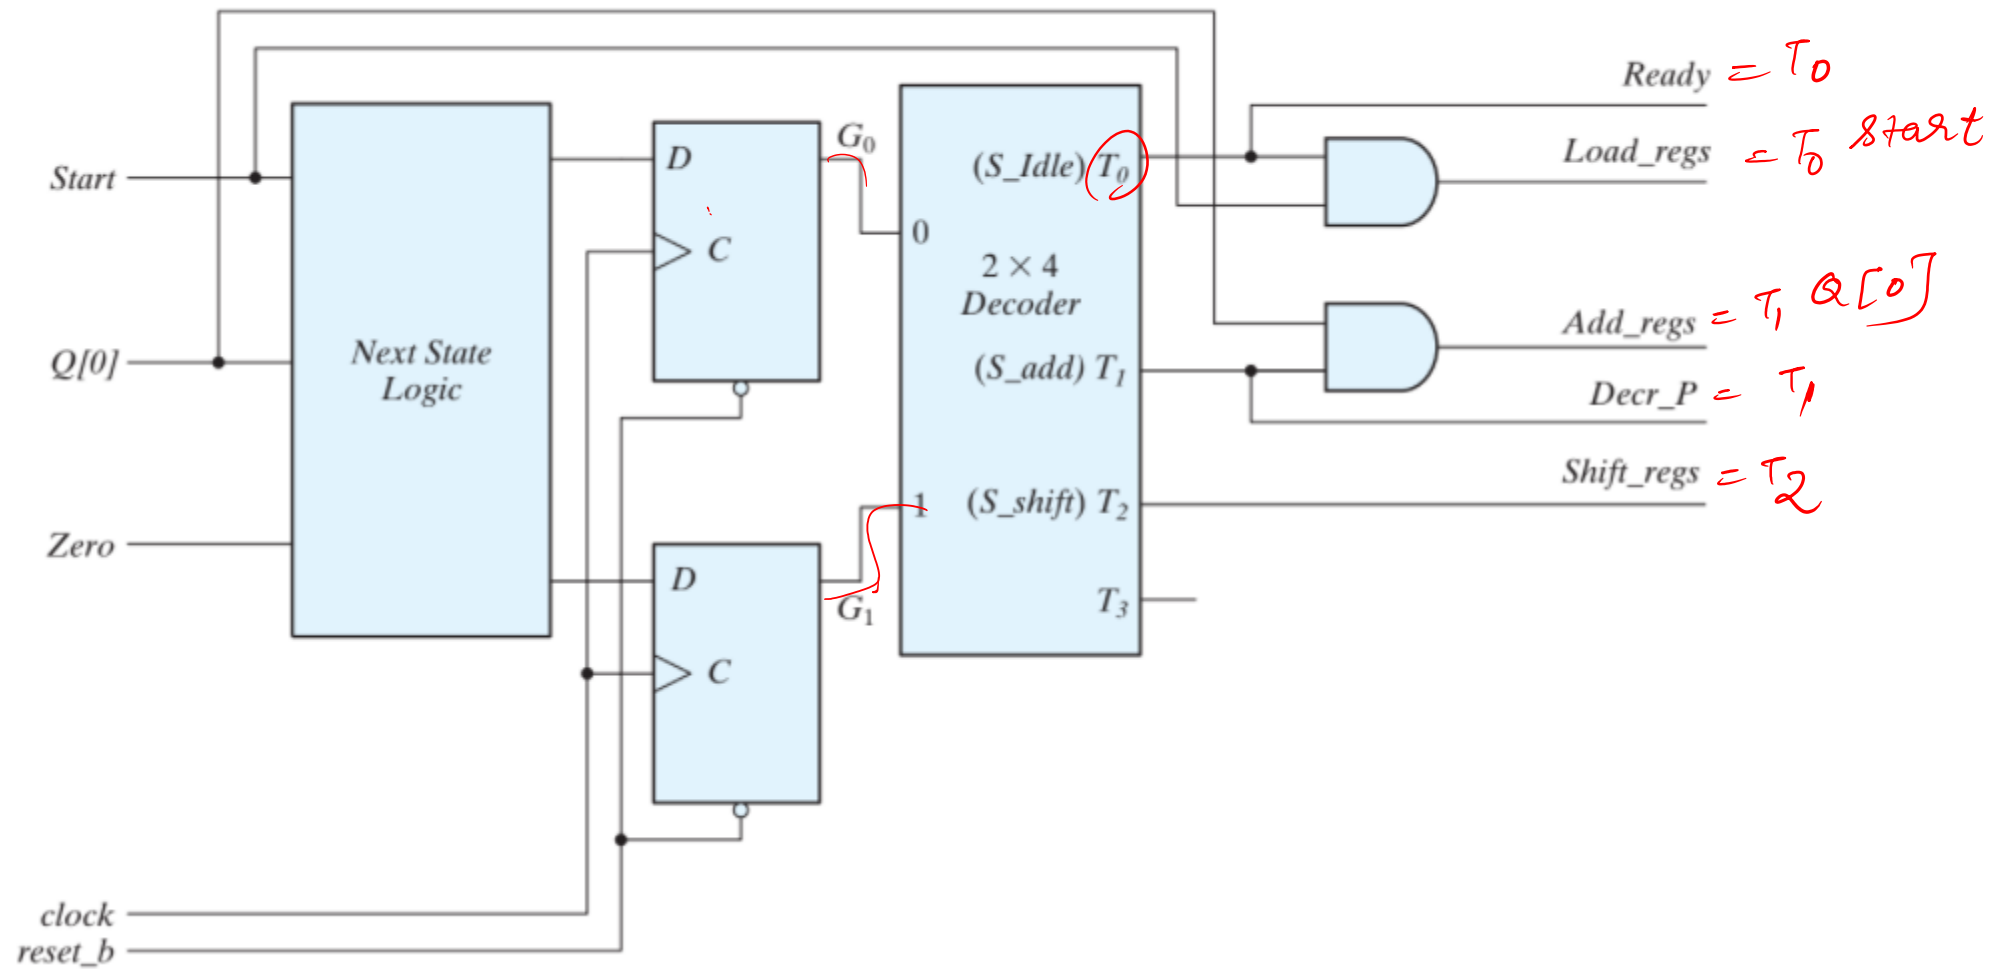 Ready = T0
Load_regs = T0 start
Add_regs = T1 Q[0]
Decr_P = T1
Shift_regs = T2
Start
Q[0]
Zero
clock
reset_b
Next State
Logic
D
C
G0
D
C
G1
0
1
2 × 4
Decoder
(S_Idle) T0
(S_add) T1
(S_shift) T2
T3